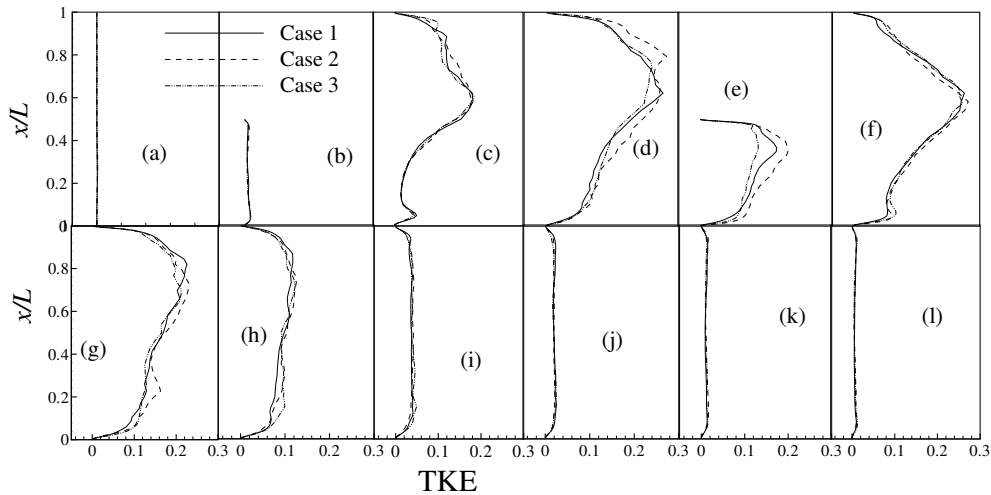 1
0.8
0.6
0.4
0.2
0
x/L
Case 1
Case 2
Case 3
(a)
(b)
(c)
(d)
(e)
(f)
1
0.8
0.6
0.4
0.2
0
x/L
(g)
(h)
(i)
(j)
(k)
(l)
0 0.1 0.2 0.3 0 0.1 0.2 0.3 0 0.1 0.2 0.3 0 0.1 0.2 0.3 0 0.1 0.2 0.3 0 0.1 0.2 0.3
TKE